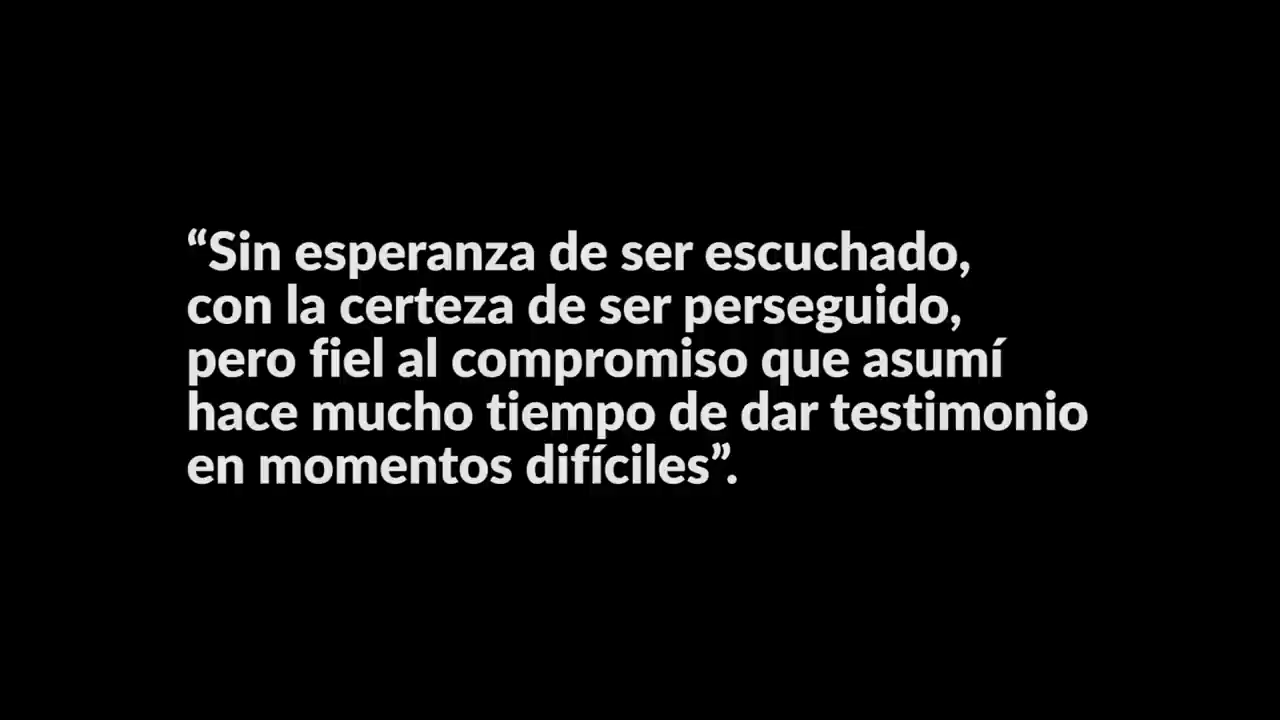 “Sin esperanza de ser escuchado,
con la certeza de ser perseguido,
pero fiel al compromiso que asumí
hace mucho tiempo de dar testimonio
en momentos difíciles”.